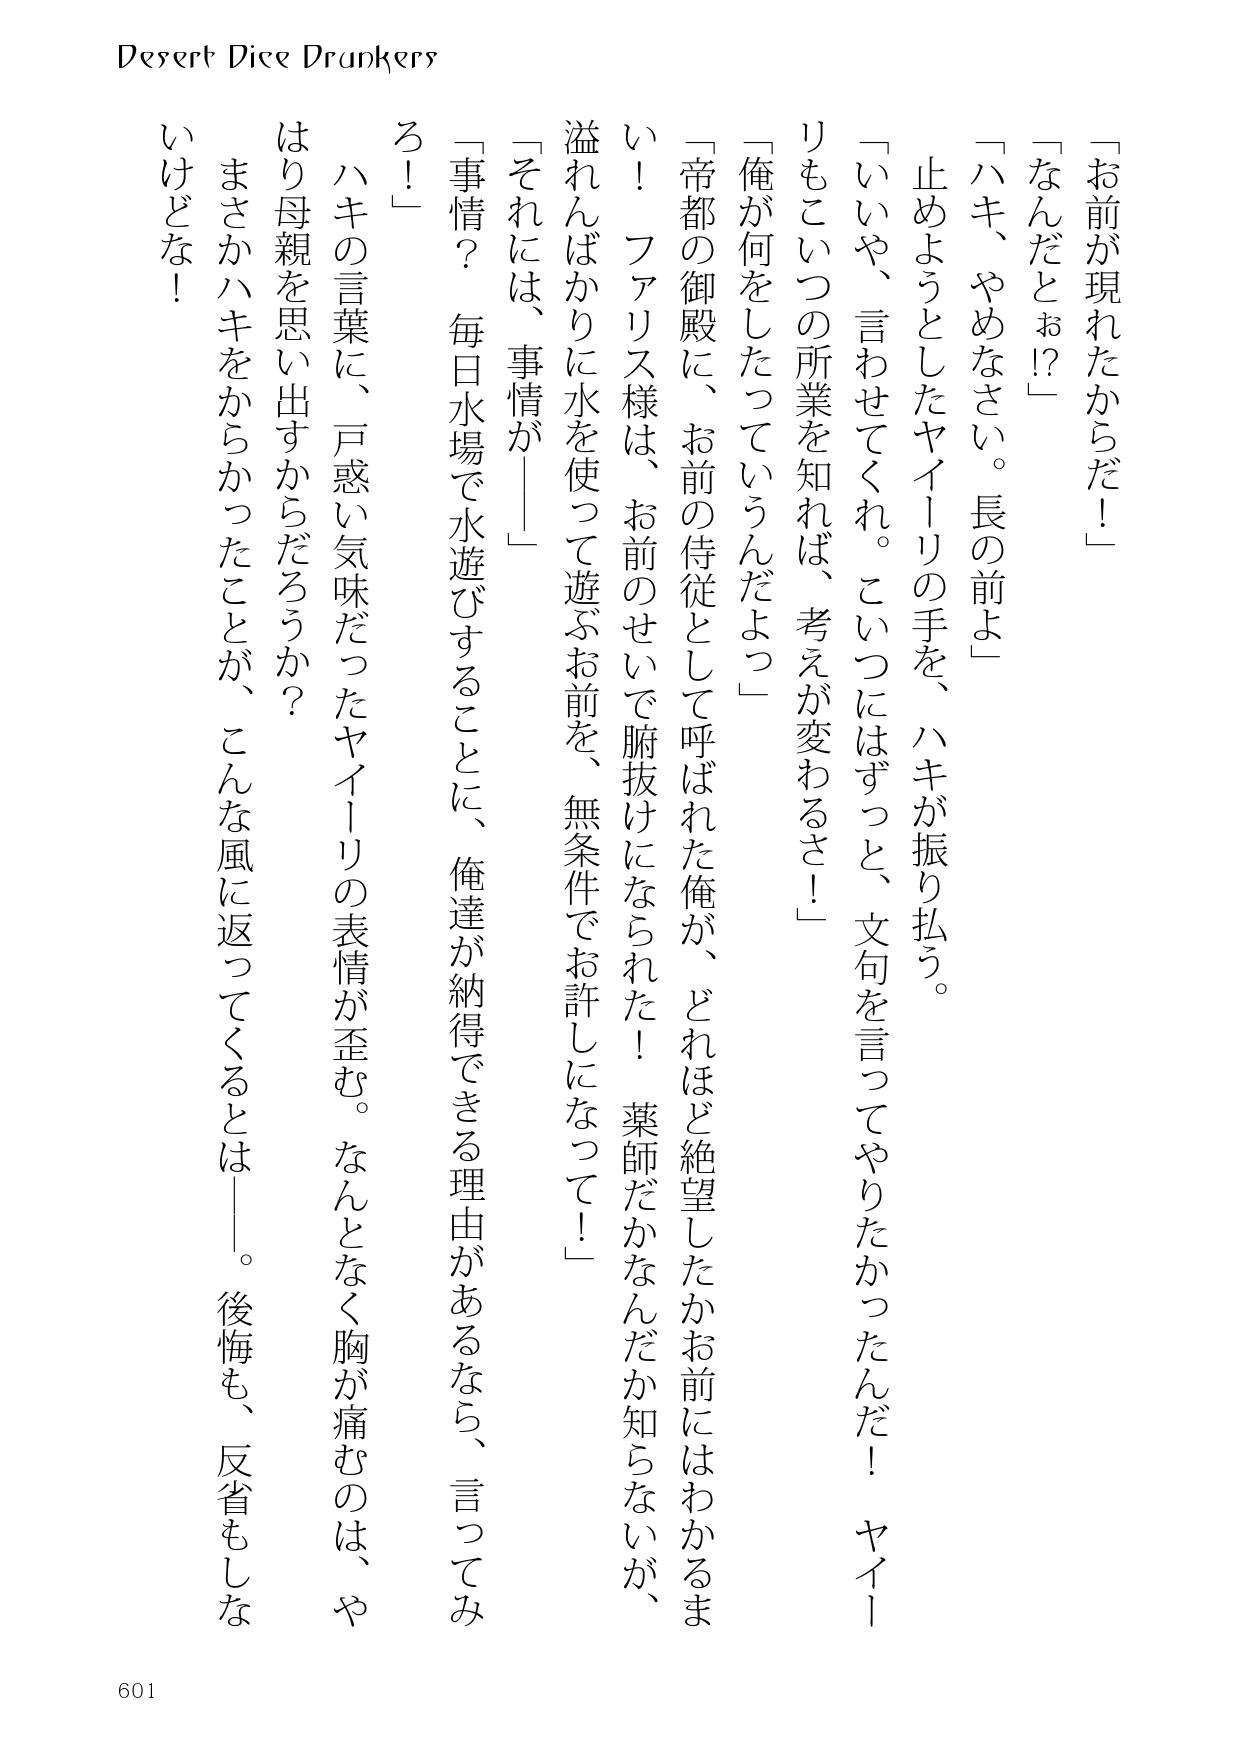 Desert Dice Drunkers
「お前が現れたからだ！」
「なんだとぉ!?」
「ハキ、やめなさい。長の前よ」
　止めようとしたヤイーリの手を、ハキが振り払う。
「いいや、言わせてくれ。こいつにはずっと、文句を言ってやりたかったんだ！　ヤイー
リもこいつの所業を知れば、考えが変わるさ！」
「俺が何をしたっていうんだよっ」
「帝都の御殿に、お前の侍従として呼ばれた俺が、どれほど絶望したかお前にはわかるま
い！　ファリス様は、お前のせいで腑抜けになられた！　薬師だかなんだか知らないが、
溢れんばかりに水を使って遊ぶお前を、無条件でお許しになって！」
「それには、事情が――」
「事情？　毎日水場で水遊びすることに、俺達が納得できる理由があるなら、言ってみ
ろ！」
　ハキの言葉に、戸惑い気味だったヤイーリの表情が歪む。なんとなく胸が痛むのは、や
はり母親を思い出すからだろうか？
　まさかハキをからかったことが、こんな風に返ってくるとは――。後悔も、反省もしな
いけどな！
601